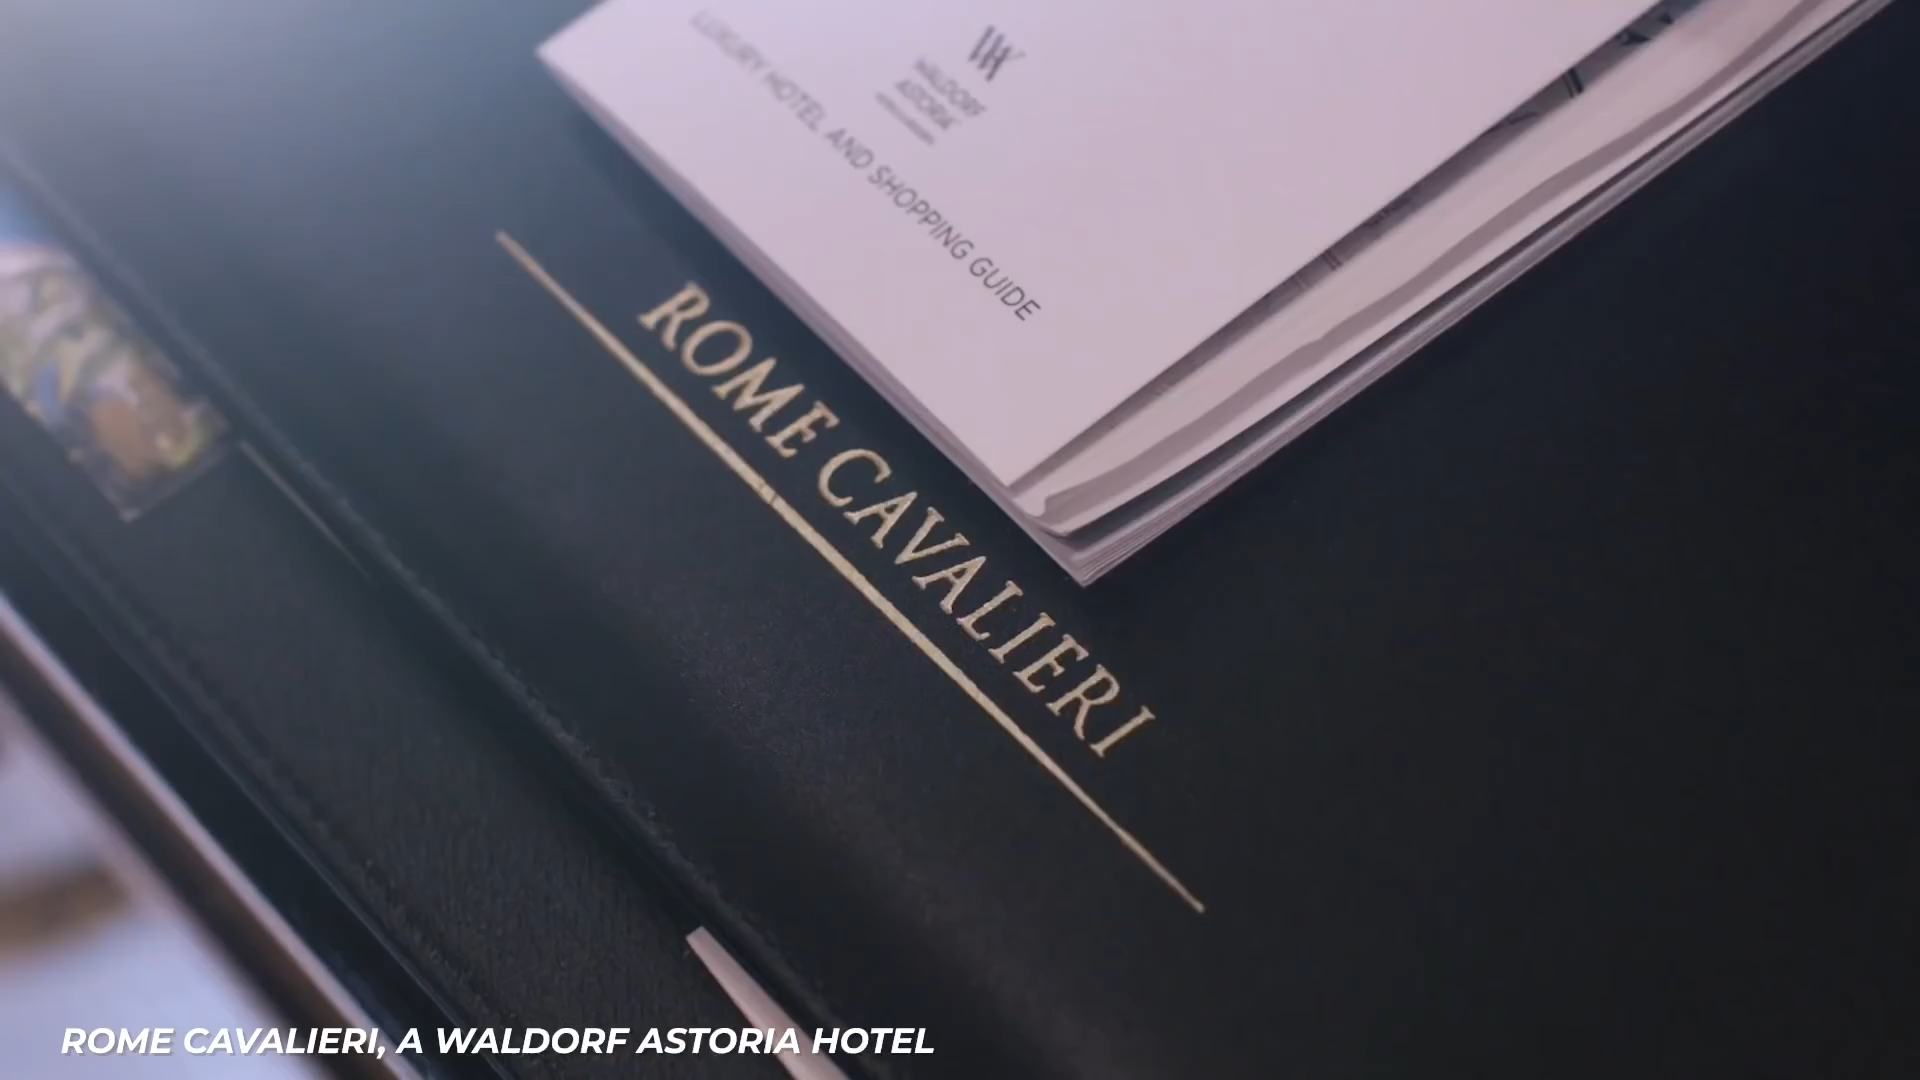 WALDORF
ASTORIA
LUXURY HOTEL AND SHOPPING GUIDE
ROME CAVALIERI
ROME CAVALIERI, A WALDORF ASTORIA HOTEL